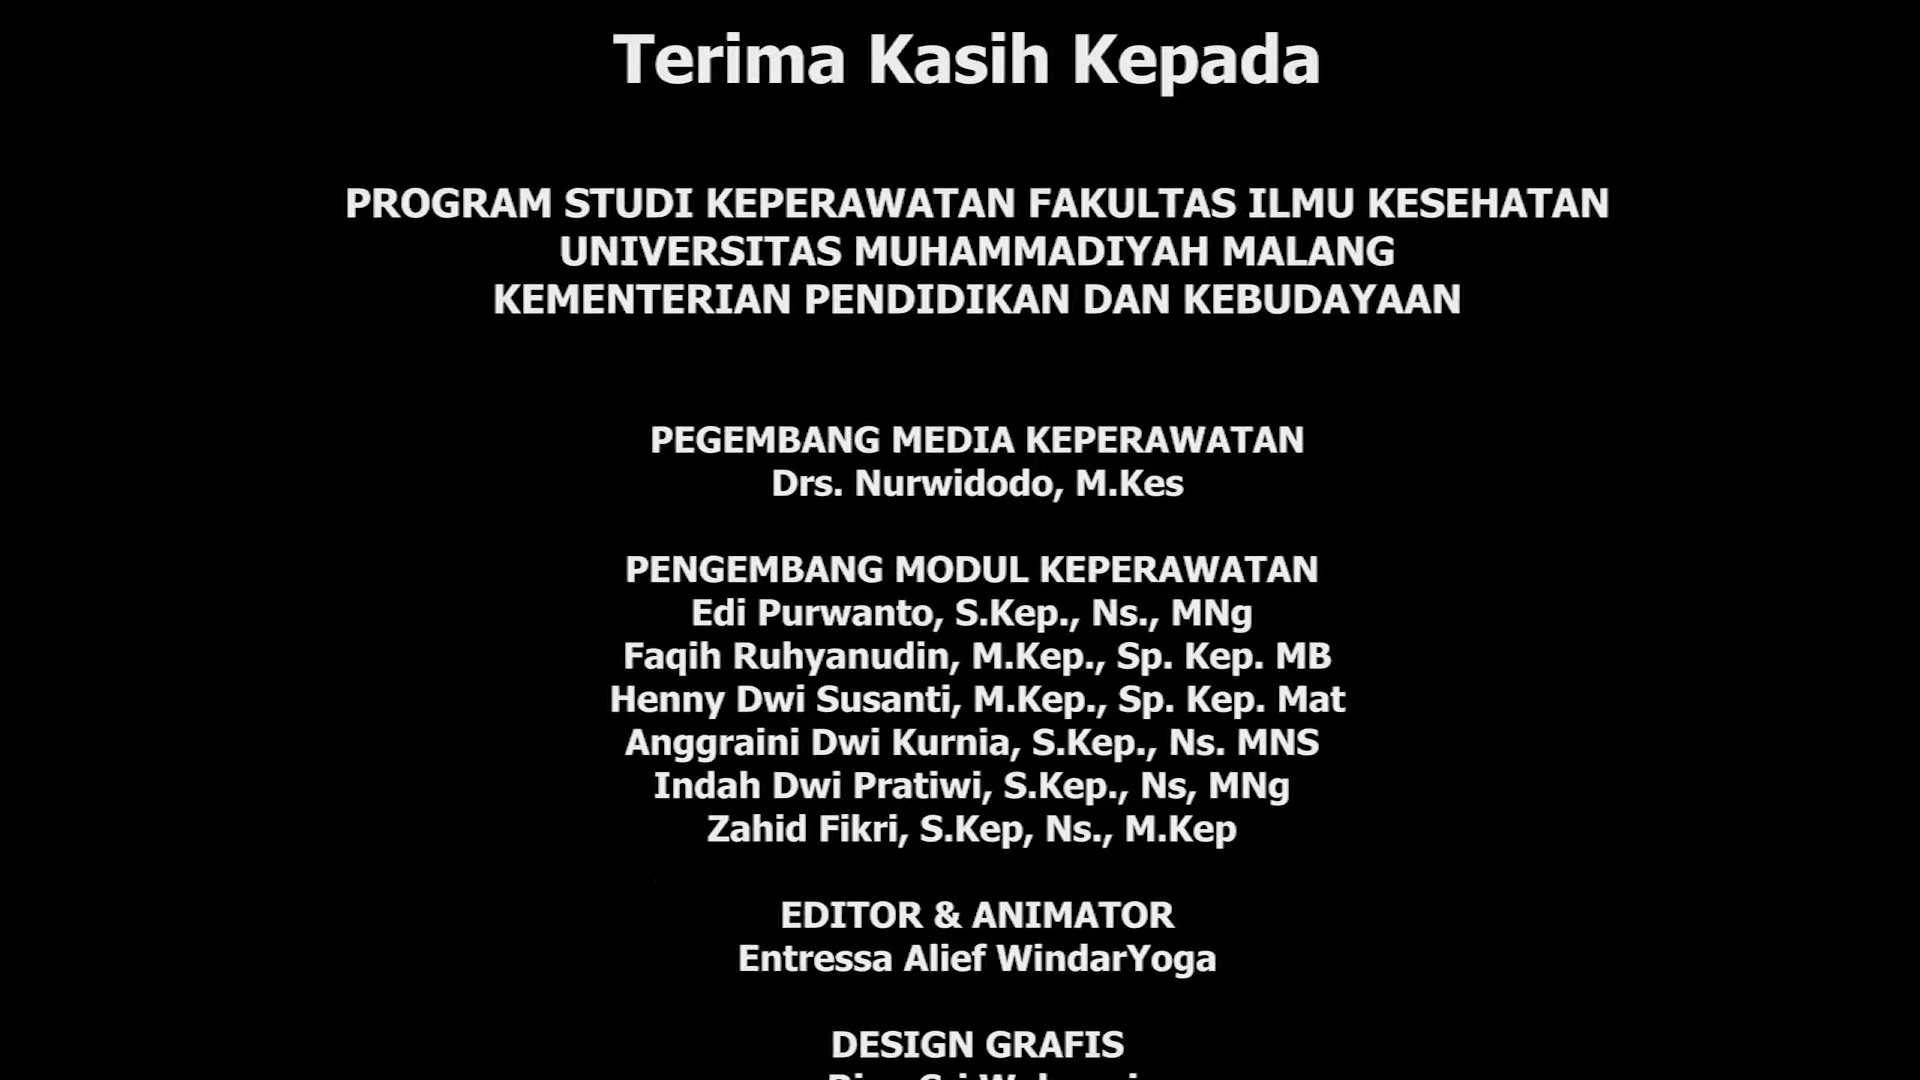 Terima Kasih Kepada
PROGRAM STUDI KEPERAWATAN FAKULTAS ILMU KESEHATAN
UNIVERSITAS MUHAMMADIYAH MALANG
KEMENTERIAN PENDIDIKAN DAN KEBUDAYAAN
PEGEMBANG MEDIA KEPERAWATAN
Drs. Nurwidodo, M.Kes
PENGEMBANG MODUL KEPERAWATAN
Edi Purwanto, S.Kep., Ns., MNg
Faqih Ruhyanudin, M.Kep., Sp. Kep. MB
Henny Dwi Susanti, M.Kep., Sp. Kep. Mat
Anggraini Dwi Kurnia, S.Kep., Ns. MNS
Indah Dwi Pratiwi, S.Kep., Ns, MNg
Zahid Fikri, S.Kep, Ns., M.Kep
EDITOR & ANIMATOR
Entressa Alief WindarYoga
DESIGN GRAFIS